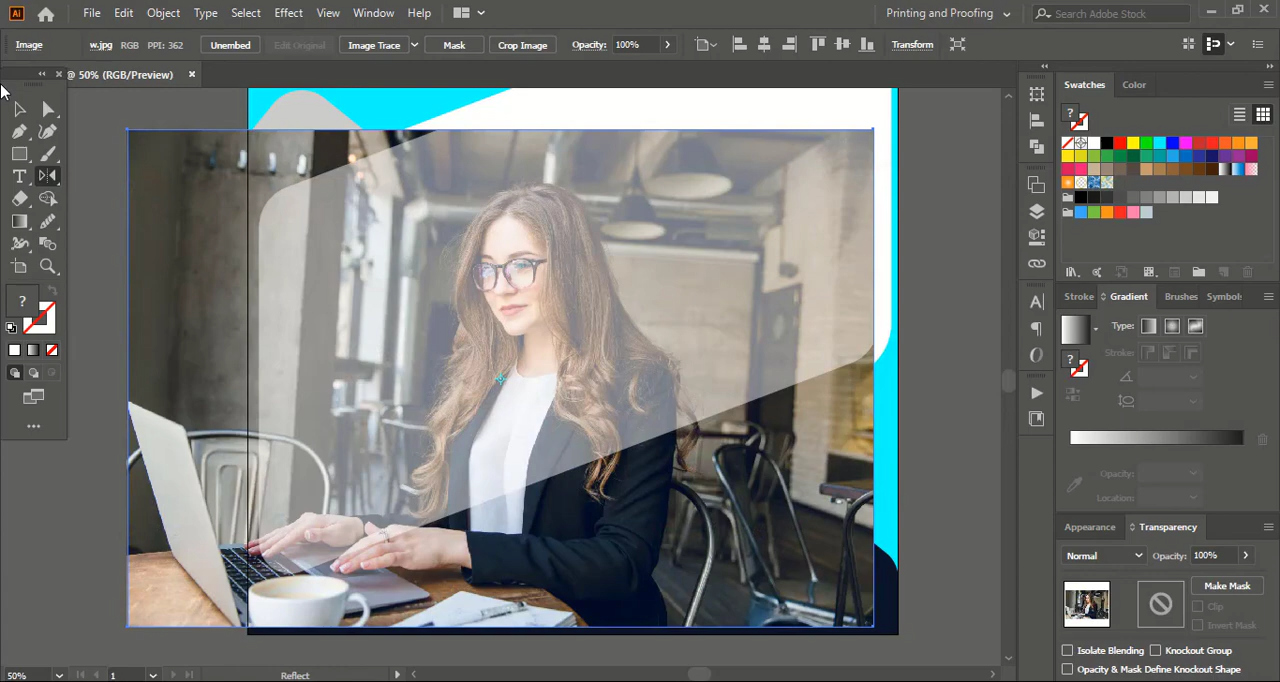 Ai File Edit Object Type Select Effect View Window Help Printing and Proofing Search Adobe Stock
Image w.jpg RGB PPI: 362 Unembed Edit Original Image Trace Mask Crop Image Opacity: 100% Transform
@ 50% (RGB/Preview)
Swatches Color
?
T
?
Stroke Gradient Brushes Symbol:
Type:
Stroke:
?
Opacity:
Location:
Appearance Transparency
Normal Opacity: 100%
Make Mask
Clip
Invert Mask
Isolate Blending Knockout Group
Opacity & Mask Define Knockout Shape
50% 1 Reflect